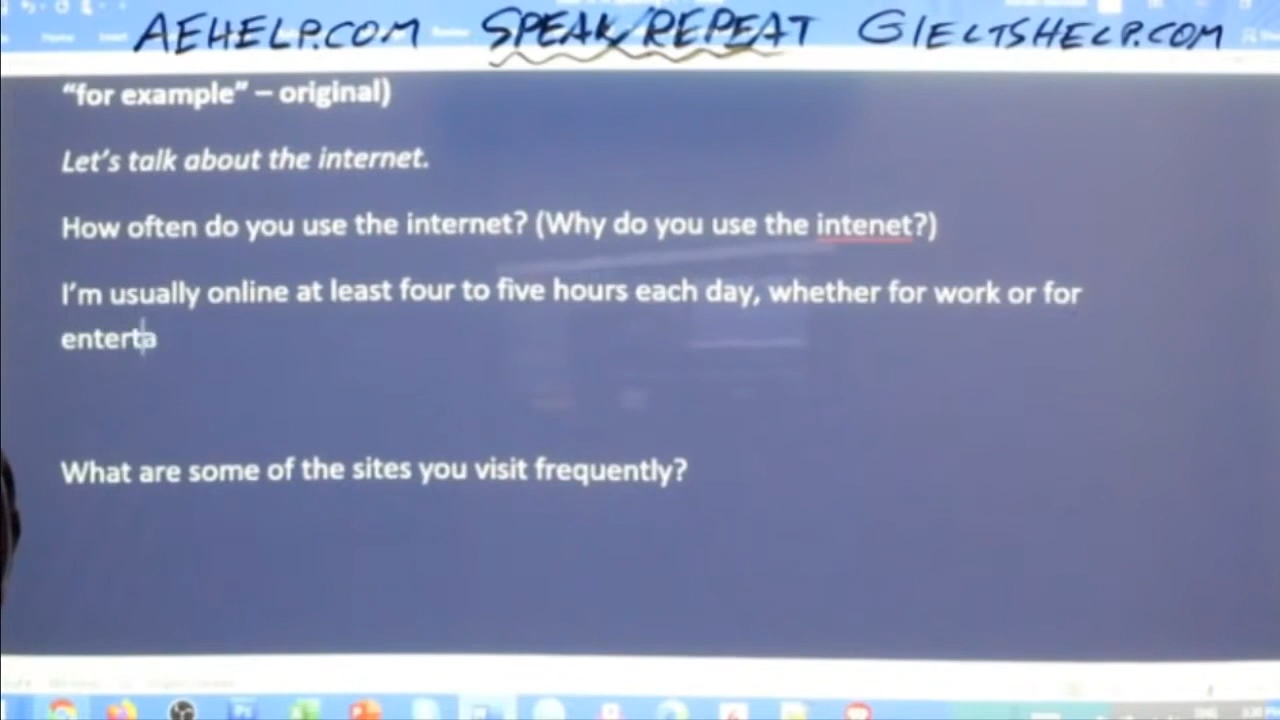 AEHELP.COM SPEAK/REPEAT GIELTSHELP.COM
“for example” – original)
Let’s talk about the internet.
How often do you use the internet? (Why do you use the intenet?)
I’m usually online at least four to five hours each day, whether for work or for
enterta
What are some of the sites you visit frequently?